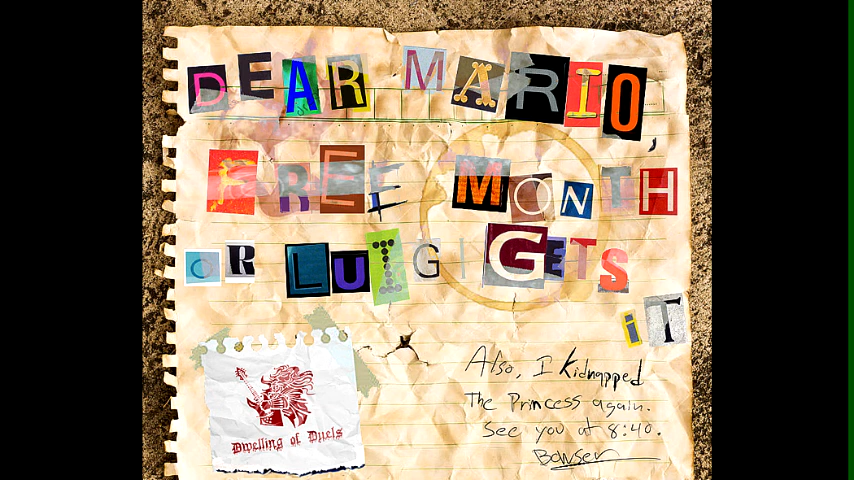 DEAR MARIO,
FREE MONTH
OR LUIGI GETS
iT
Also, I Kidnapped
The Princess again.
See you at 8:40.
Bowser
Dwelling of Duels